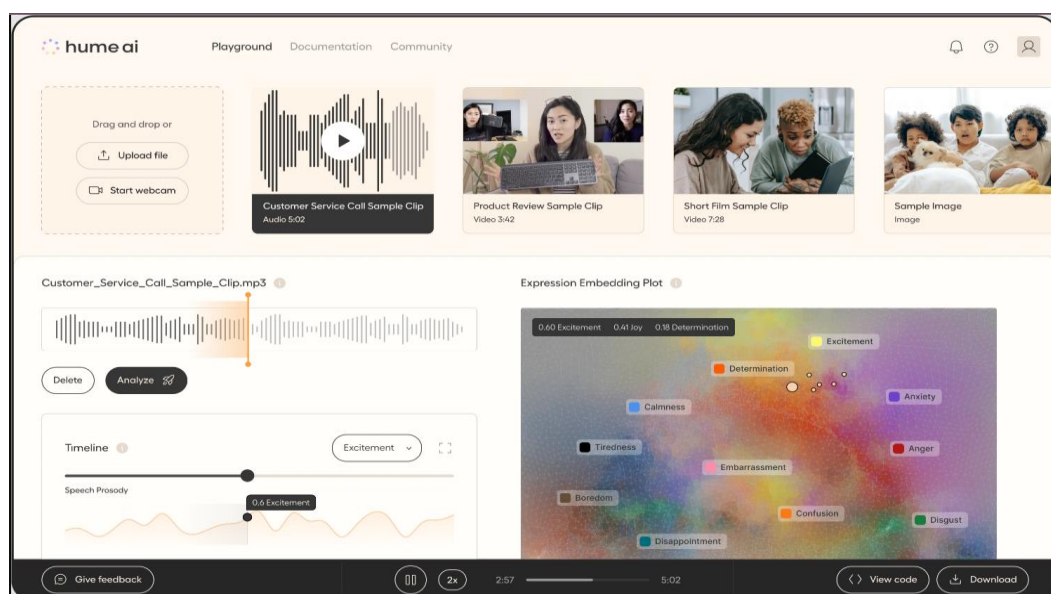 hume ai
Playground Documentation Community
Drag and drop or
Upload file
Start webcam
Customer Service Call Sample Clip
Audio 5:02
Product Review Sample Clip
Video 3:42
Short Film Sample Clip
Video 7:28
Sample Image
Image
Customer_Service_Call_Sample_Clip.mp3
Delete
Analyze
Timeline
Excitement
Speech Prosody
0.6 Excitement
Expression Embedding Plot
0.60 Excitement 0.41 Joy 0.18 Determination
Excitement
Determination
Anxiety
Calmness
Tiredness
Anger
Embarrassment
Boredom
Confusion
Disgust
Disappointment
Give feedback
2x
2:57
5:02
View code
Download